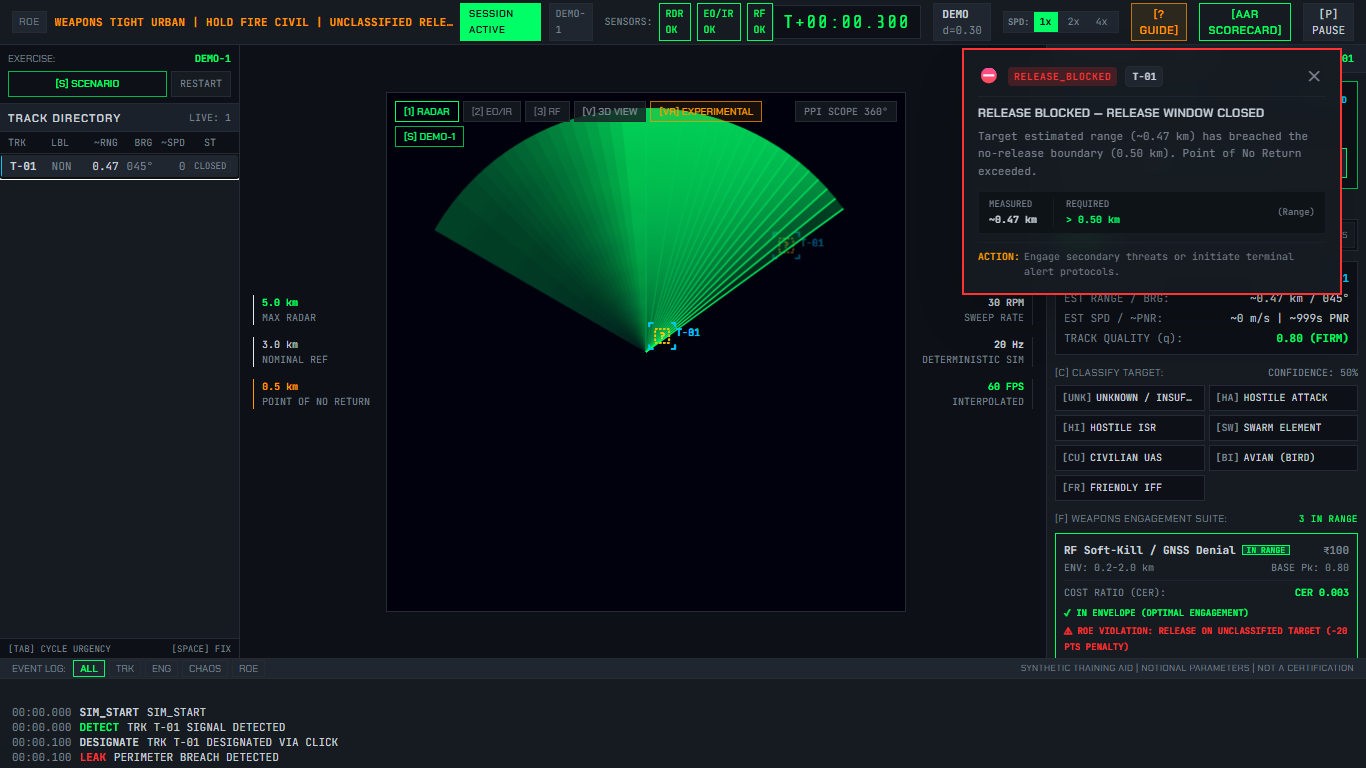 ROE
WEAPONS TIGHT URBAN | HOLD FIRE CIVIL | UNCLASSIFIED RELE…
SESSION ACTIVE
DEMO-1
SENSORS:
RDR OK
EO/IR OK
RF OK
T+00:00.300
DEMO
d=0.30
SPD: 1x 2x 4x
[? GUIDE]
[AAR SCORECARD]
[P] PAUSE
EXERCISE: DEMO-1
[S] SCENARIO
RESTART
TRACK DIRECTORY LIVE: 1
TRK LBL ~RNG BRG ~SPD ST
T-01 NON 0.47 045° 0 CLOSED
[TAB] CYCLE URGENCY [SPACE] FIX
5.0 km
MAX RADAR
3.0 km
NOMINAL REF
0.5 km
POINT OF NO RETURN
[1] RADAR
[2] EO/IR
[3] RF
[V] 3D VIEW
[VR] EXPERIMENTAL
PPI SCOPE 360°
[S] DEMO-1
T-01
T-01
30 RPM
SWEEP RATE
20 Hz
DETERMINISTIC SIM
60 FPS
INTERPOLATED
RELEASE_BLOCKED T-01
RELEASE BLOCKED — RELEASE WINDOW CLOSED
Target estimated range (~0.47 km) has breached the
no-release boundary (0.50 km). Point of No Return
exceeded.
MEASURED
~0.47 km
REQUIRED
> 0.50 km
(Range)
ACTION: Engage secondary threats or initiate terminal
alert protocols.
EST RANGE / BRG: ~0.47 km / 045°
EST SPD / ~PNR: ~0 m/s | ~999s PNR
TRACK QUALITY (q): 0.80 (FIRM)
[C] CLASSIFY TARGET: CONFIDENCE: 50%
[UNK] UNKNOWN / INSUF…
[HA] HOSTILE ATTACK
[HI] HOSTILE ISR
[SW] SWARM ELEMENT
[CU] CIVILIAN UAS
[BI] AVIAN (BIRD)
[FR] FRIENDLY IFF
[F] WEAPONS ENGAGEMENT SUITE: 3 IN RANGE
RF Soft-Kill / GNSS Denial IN RANGE ₹100
ENV: 0.2-2.0 km BASE Pk: 0.80
COST RATIO (CER): CER 0.003
✓ IN ENVELOPE (OPTIMAL ENGAGEMENT)
⚠ ROE VIOLATION: RELEASE ON UNCLASSIFIED TARGET (-20
PTS PENALTY)
EVENT LOG: ALL TRK ENG CHAOS ROE
SYNTHETIC TRAINING AID | NOTIONAL PARAMETERS | NOT A CERTIFICATION
00:00.000 SIM_START SIM_START
00:00.000 DETECT TRK T-01 SIGNAL DETECTED
00:00.100 DESIGNATE TRK T-01 DESIGNATED VIA CLICK
00:00.100 LEAK PERIMETER BREACH DETECTED